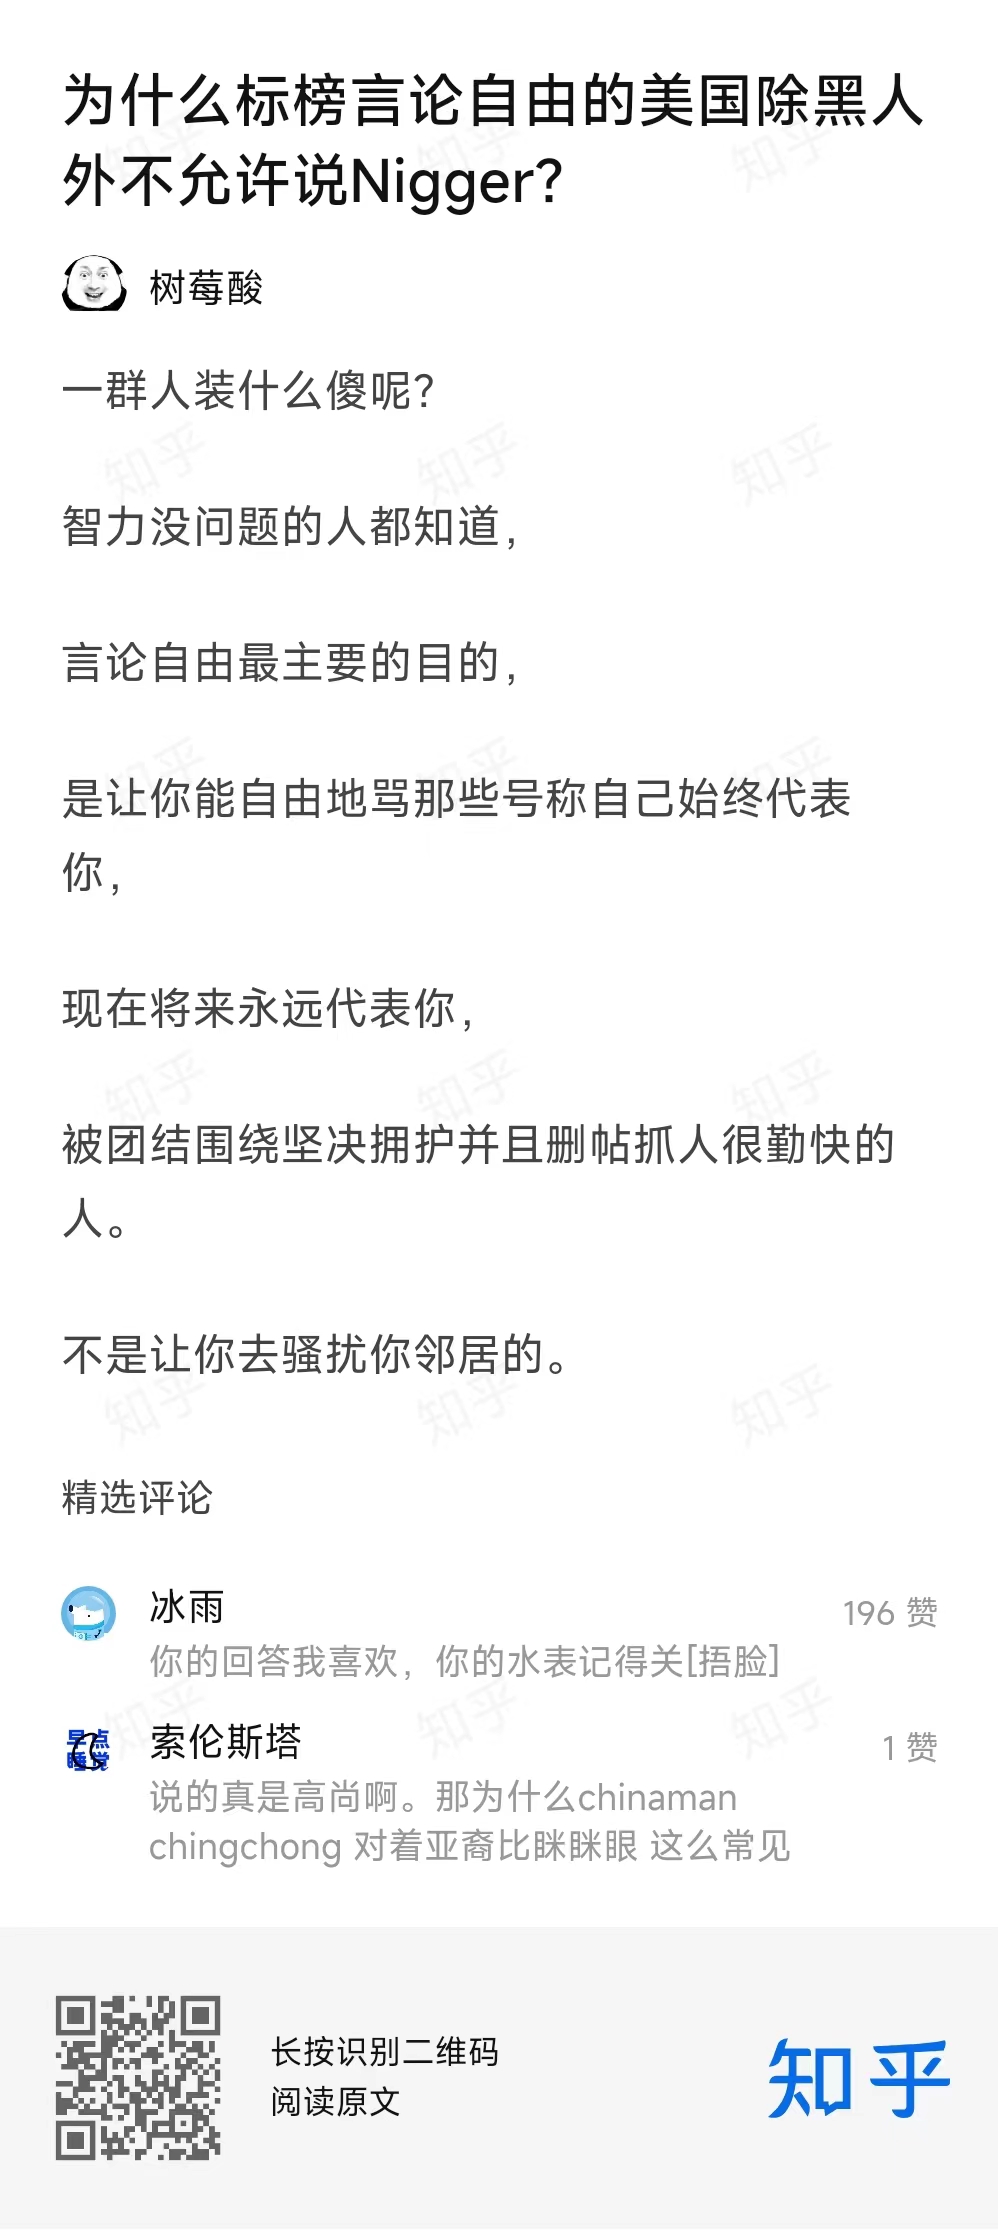 为什么标榜言论自由的美国除黑人
外不允许说Nigger?
树莓酸
一群人装什么傻呢?
智力没问题的人都知道,
言论自由最主要的目的,
是让你能自由地骂那些号称自己始终代表
你,
现在将来永远代表你,
被团结围绕坚决拥护并且删帖抓人很勤快的
人。
不是让你去骚扰你邻居的。
精选评论
冰雨
196 赞
你的回答我喜欢，你的水表记得关[捂脸]
早点
睡觉
索伦斯塔
1 赞
说的真是高尚啊。那为什么chinaman
chingchong 对着亚裔比眯眯眼 这么常见
长按识别二维码
阅读原文
知乎